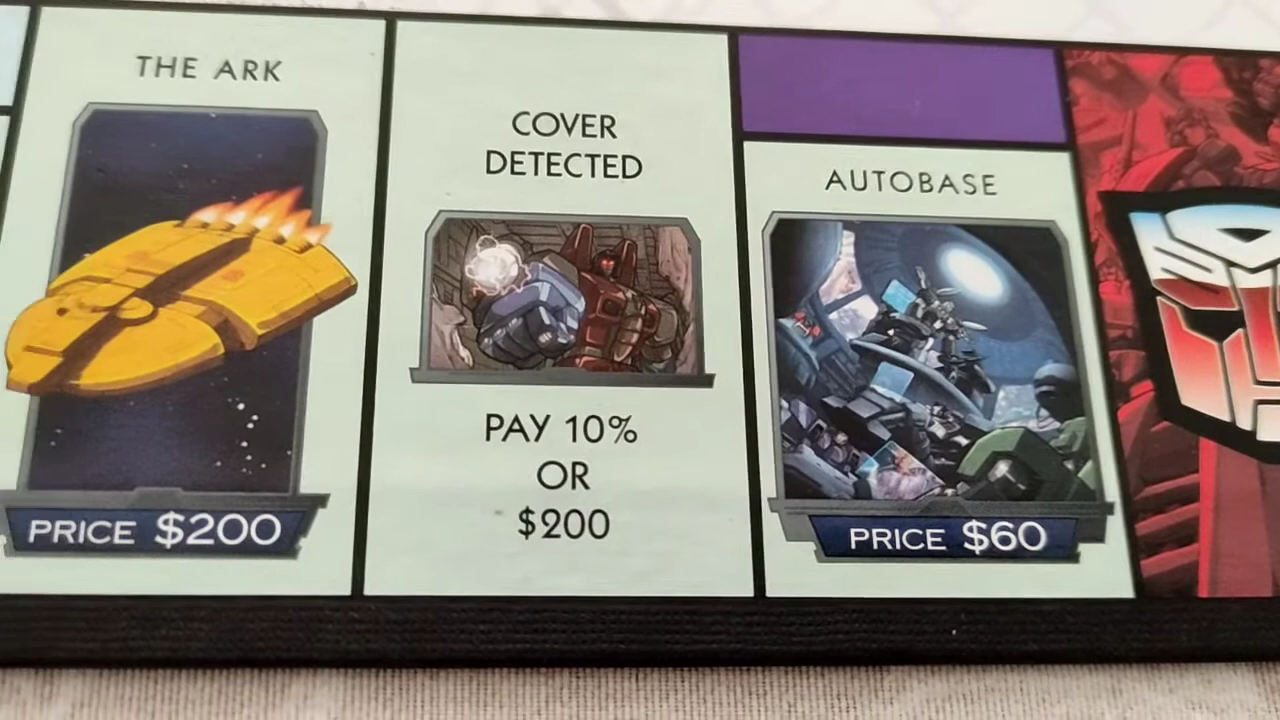 THE ARK
PRICE $200
COVER
DETECTED
PAY 10%
OR
$200
AUTOBASE
PRICE $60